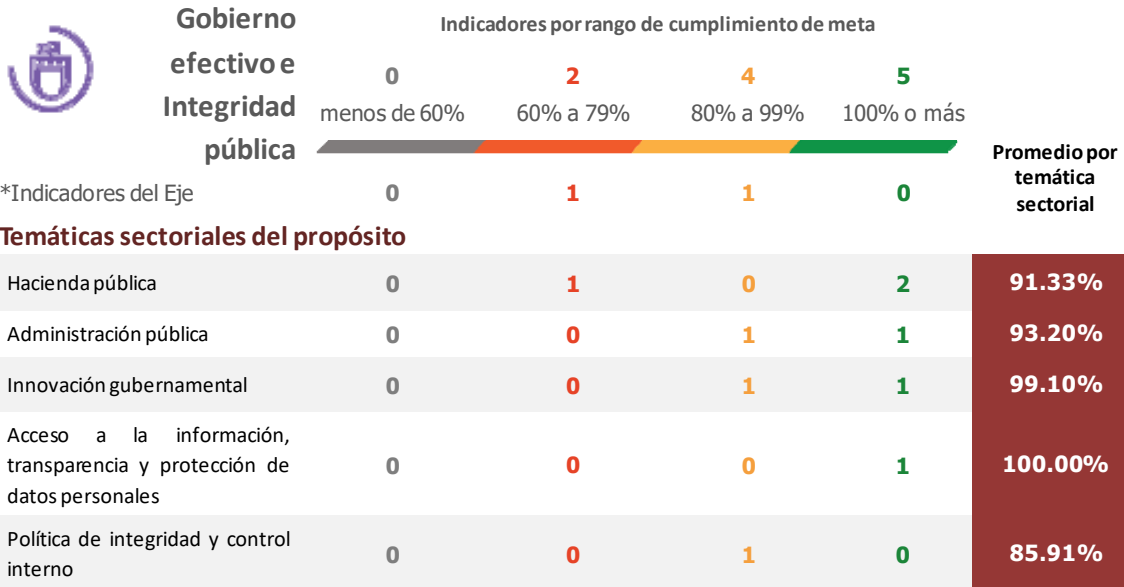 Gobierno
efectivo e
Integridad
pública
Indicadores por rango de cumplimiento de meta
0 2 4 5
menos de 60% 60% a 79% 80% a 99% 100% o más
Promedio por
temática
sectorial
*Indicadores del Eje 0 1 1 0
Temáticas sectoriales del propósito
Hacienda pública 0 1 0 2 91.33%
Administración pública 0 0 1 1 93.20%
Innovación gubernamental 0 0 1 1 99.10%
Acceso a la información,
transparencia y protección de
datos personales
0 0 0 1 100.00%
Política de integridad y control
interno
0 0 1 0 85.91%